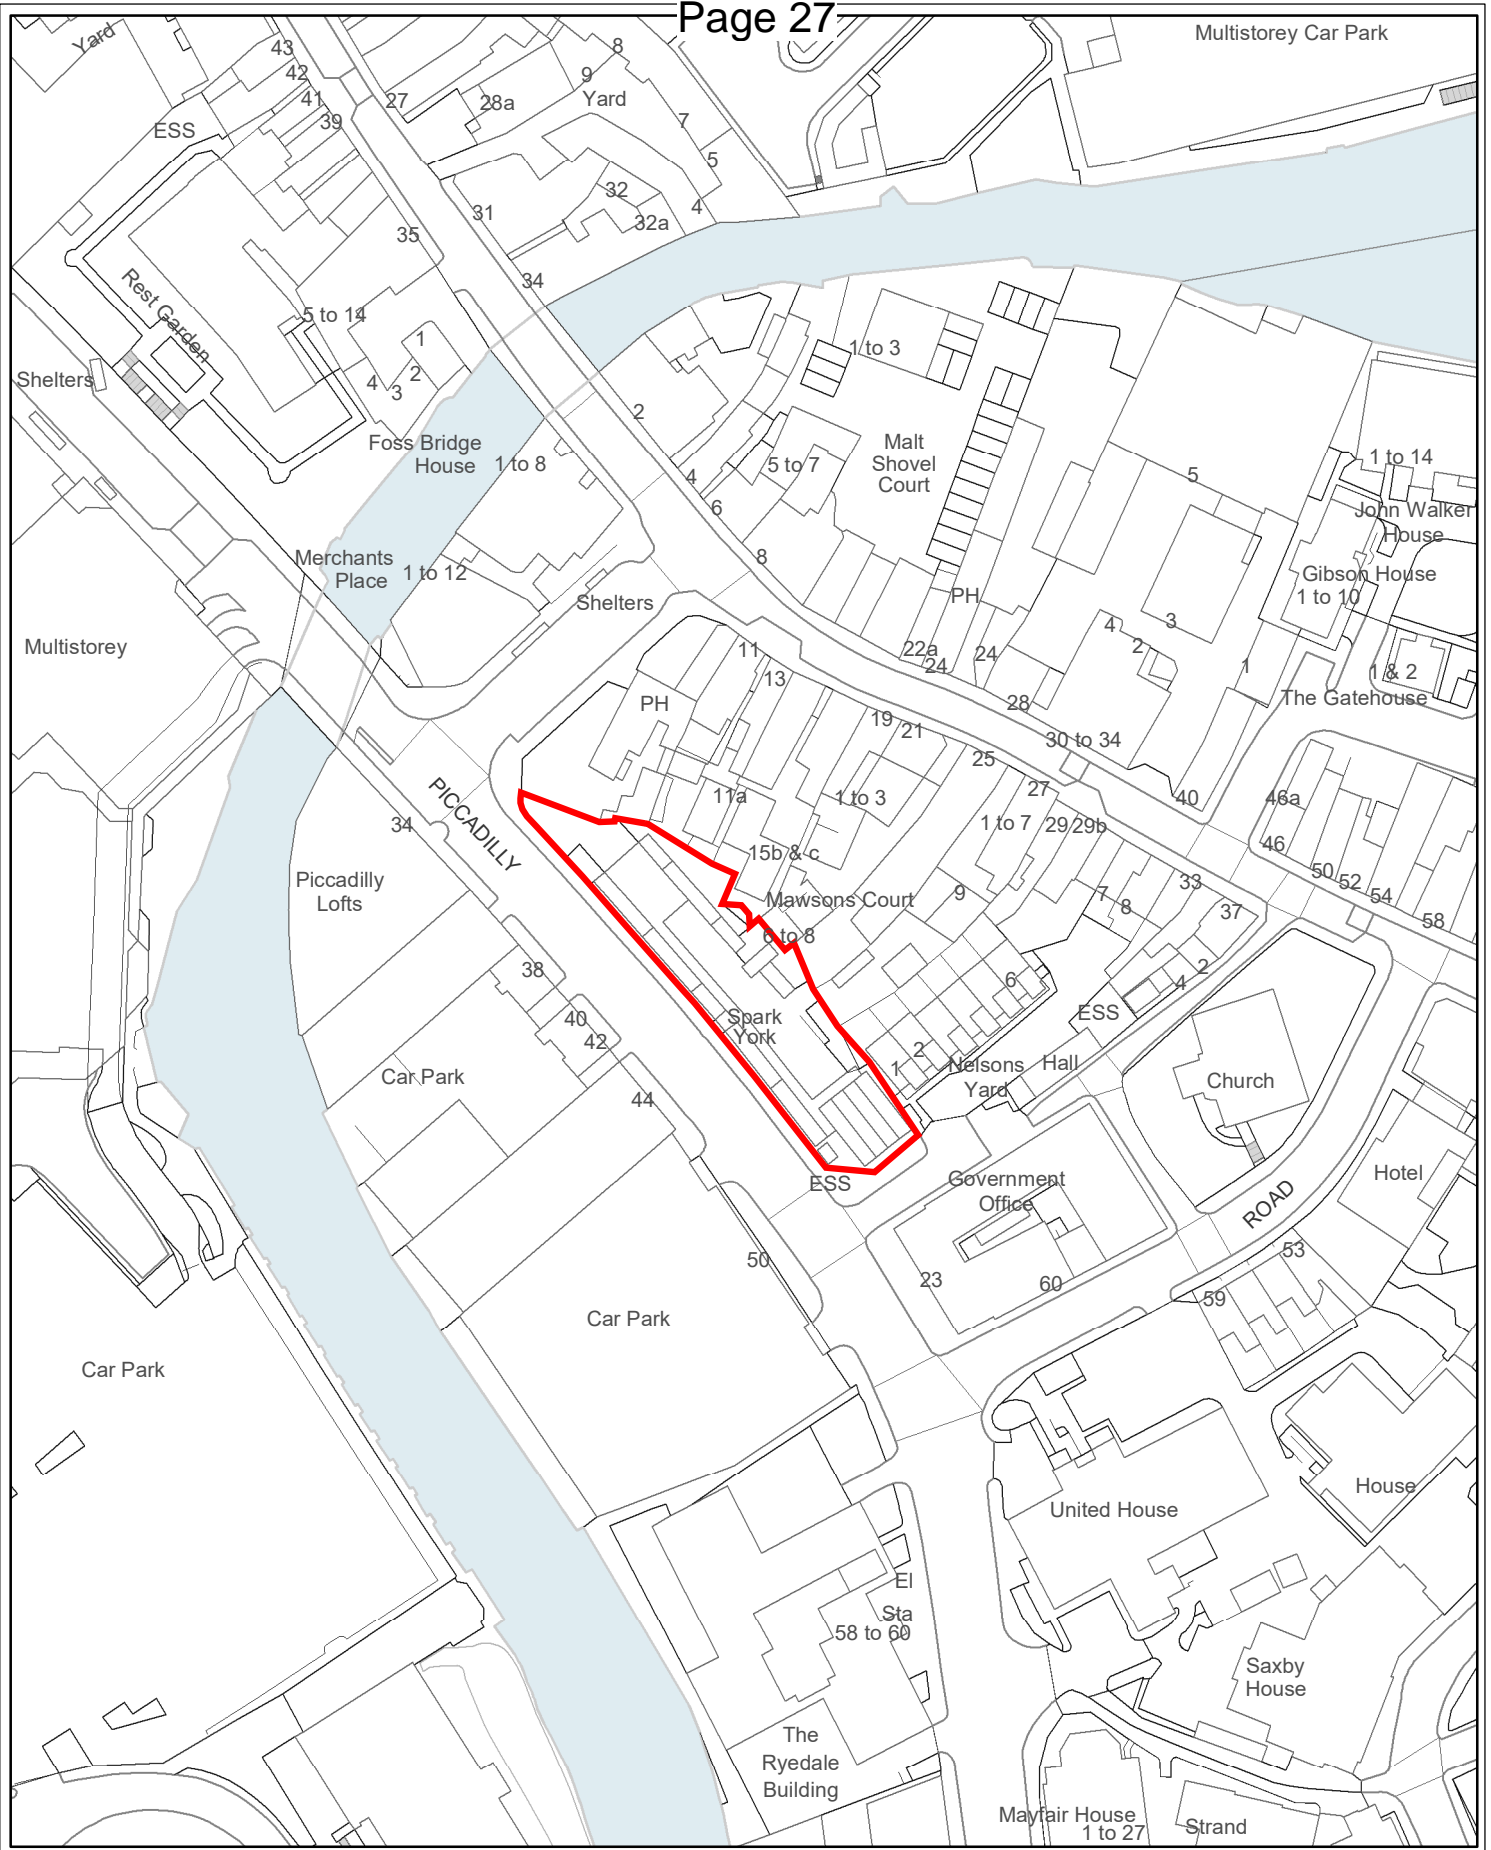 Page 27
Yard
43
42
41
39
ESS
27
28a
8
9
Yard
7
5
4
32
32a
31
34
35
Multistorey Car Park
Rest Garden
5 to 14
1
2
3
4
Shelters
Foss Bridge
House
1 to 8
2
4
6
8
1 to 3
5 to 7
Malt
Shovel
Court
5
1 to 14
John Walker
House
Gibson House
1 to 10
Merchants
Place
1 to 12
Shelters
PH
22a
24
24
28
4
2
3
1
1 & 2
The Gatehouse
Multistorey
PH
11
13
19
21
25
30 to 34
27
40
46a
46
50
52
54
58
PICCADILLY
34
11a
1 to 3
1 to 7
29
29b
15b & c
Mawsons Court
9
7
8
33
37
6 to 8
Piccadilly
Lofts
38
40
42
44
Spark
York
6
2
4
ESS
1
2
Nelsons
Yard
Hall
Church
Car Park
ESS
Government
Office
ROAD
Hotel
50
23
60
53
59
Car Park
Car Park
United House
House
El
Sta
58 to 60
Saxby
House
The
Ryedale
Building
Mayfair House
1 to 27
Strand